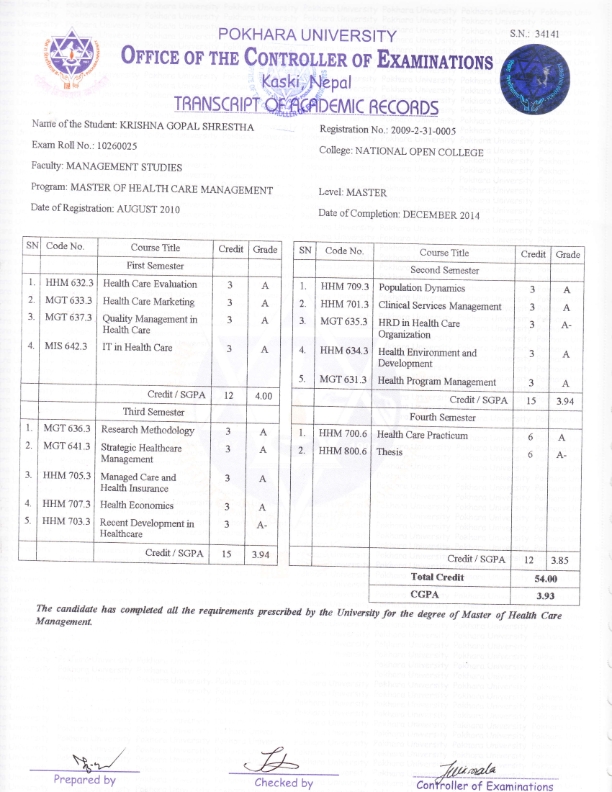 POKHARA UNIVERSITY
S.N.: 34141
OFFICE OF THE CONTROLLER OF EXAMINATIONS
Kaski, Nepal
TRANSCRIPT OF ACADEMIC RECORDS
Name of the Student: KRISHNA GOPAL SHRESTHA
Registration No.: 2009-2-31-0005
Exam Roll No.: 10260025
College: NATIONAL OPEN COLLEGE
Faculty: MANAGEMENT STUDIES
Program: MASTER OF HEALTH CARE MANAGEMENT
Level: MASTER
Date of Registration: AUGUST 2010
Date of Completion: DECEMBER 2014
SN Code No. Course Title Credit Grade
First Semester
1. HHM 632.3 Health Care Evaluation 3 A
2. MGT 633.3 Health Care Marketing 3 A
3. MGT 637.3 Quality Management in 3 A
Health Care
4. MIS 642.3 IT in Health Care 3 A
Credit / SGPA 12 4.00
Third Semester
1. MGT 636.3 Research Methodology 3 A
2. MGT 641.3 Strategic Healthcare 3 A
Management
3. HHM 705.3 Managed Care and 3 A
Health Insurance
4. HHM 707.3 Health Economics 3 A
5. HHM 703.3 Recent Development in 3 A-
Healthcare
Credit / SGPA 15 3.94
SN Code No. Course Title Credit Grade
Second Semester
1. HHM 709.3 Population Dynamics 3 A
2. HHM 701.3 Clinical Services Management 3 A
3. MGT 635.3 HRD in Health Care 3 A-
Organization
4. HHM 634.3 Health Environment and 3 A
Development
5. MGT 631.3 Health Program Management 3 A
Credit / SGPA 15 3.94
Fourth Semester
1. HHM 700.6 Health Care Practicum 6 A
2. HHM 800.6 Thesis 6 A-
Credit / SGPA 12 3.85
Total Credit 54.00
CGPA 3.93
The candidate has completed all the requirements prescribed by the University for the degree of Master of Health Care
Management.
Prepared by
Checked by
Controller of Examinations